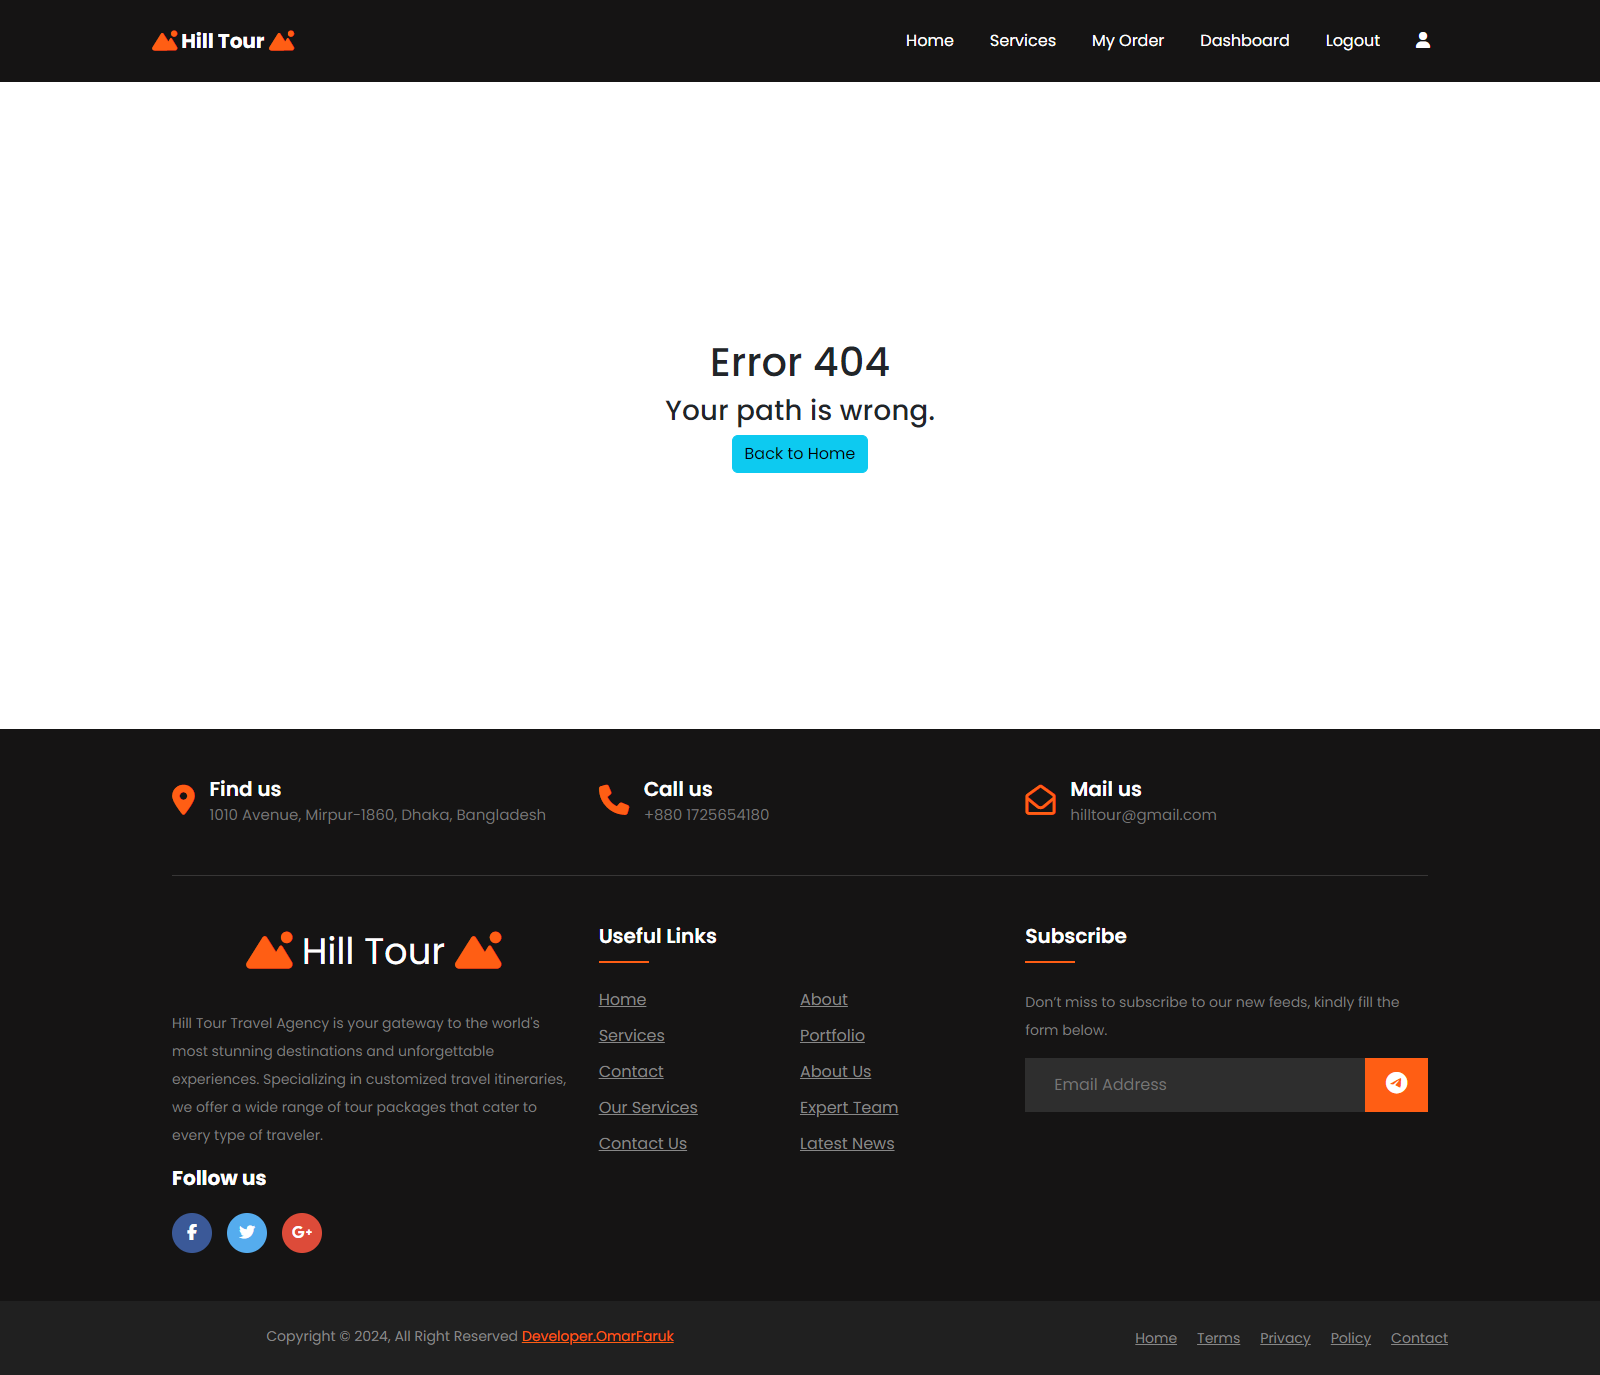 Hill Tour
Home Services My Order Dashboard Logout
Error 404
Your path is wrong.
Back to Home
Find us
1010 Avenue, Mirpur-1860, Dhaka, Bangladesh
Call us
+880 1725654180
Mail us
hilltour@gmail.com
Hill Tour
Hill Tour Travel Agency is your gateway to the world's
most stunning destinations and unforgettable
experiences. Specializing in customized travel itineraries,
we offer a wide range of tour packages that cater to
every type of traveler.
Follow us
Useful Links
Home
About
Services
Portfolio
Contact
About Us
Our Services
Expert Team
Contact Us
Latest News
Subscribe
Don’t miss to subscribe to our new feeds, kindly fill the
form below.
Email Address
Copyright © 2024, All Right Reserved Developer.OmarFaruk
Home Terms Privacy Policy Contact